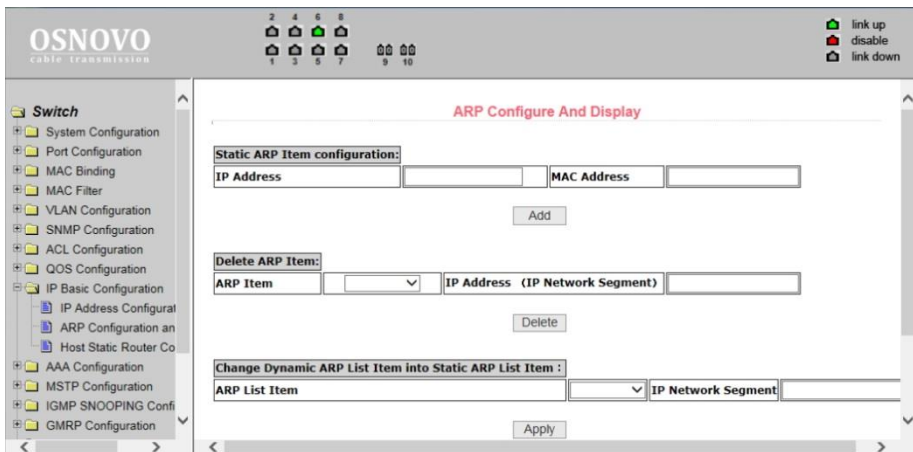 OSNOVO
cable transmission
2 4 6 8
1 3 5 7 9 10
link up
disable
link down
Switch
System Configuration
Port Configuration
MAC Binding
MAC Filter
VLAN Configuration
SNMP Configuration
ACL Configuration
QOS Configuration
IP Basic Configuration
IP Address Configurat
ARP Configuration an
Host Static Router Co
AAA Configuration
MSTP Configuration
IGMP SNOOPING Confi
GMRP Configuration
ARP Configure And Display
Static ARP Item configuration:
IP Address MAC Address
Add
Delete ARP Item:
ARP Item IP Address (IP Network Segment)
Delete
Change Dynamic ARP List Item into Static ARP List Item :
ARP List Item IP Network Segment
Apply